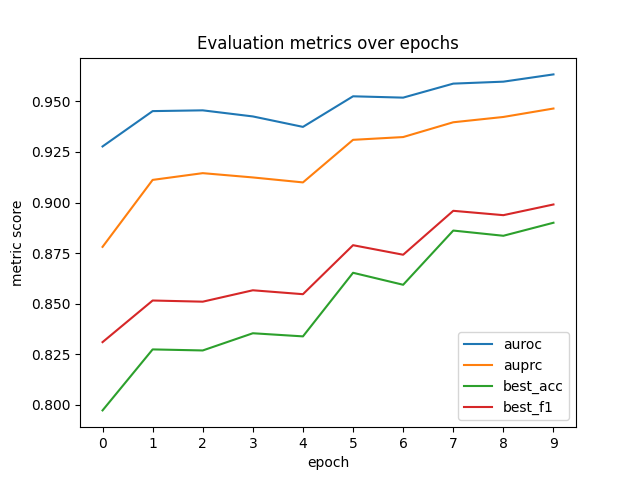 Evaluation metrics over epochs
metric score
0.950
0.925
0.900
0.875
0.850
0.825
0.800
auroc
auprc
best_acc
best_f1
0 1 2 3 4 5 6 7 8 9
epoch